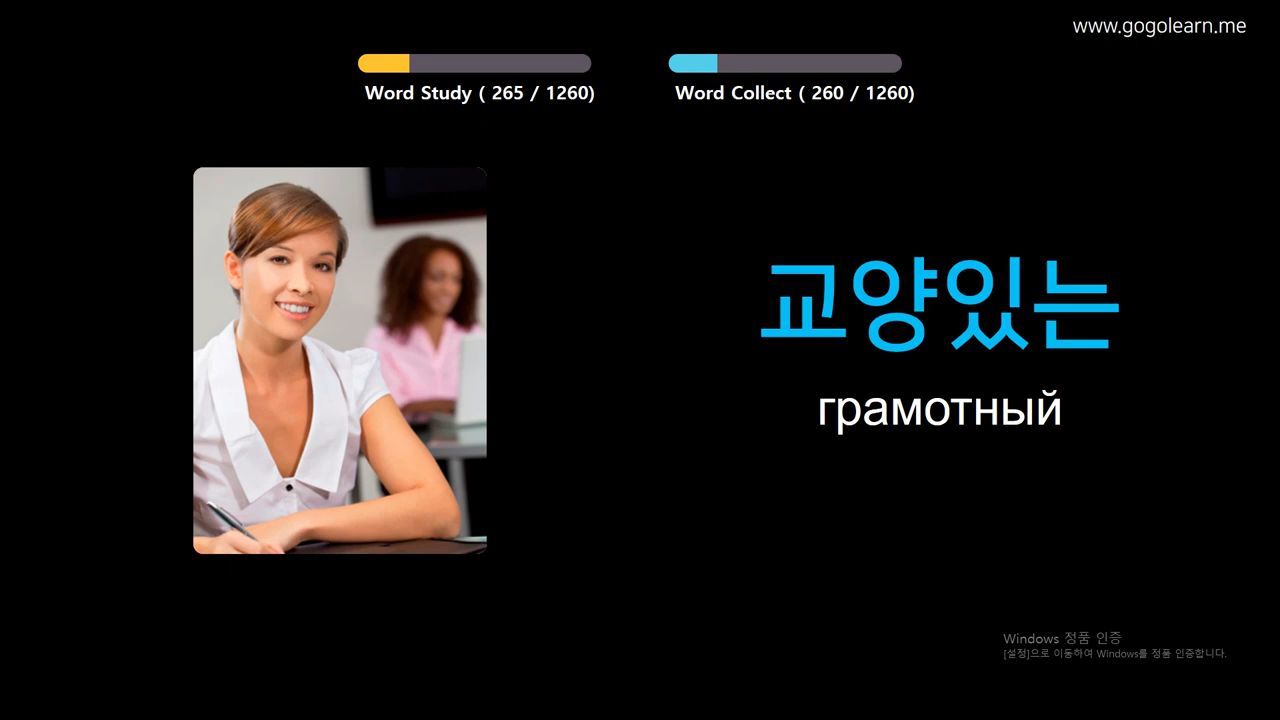 www.gogolearn.me
Word Study ( 265 / 1260)
Word Collect ( 260 / 1260)
교양있는
грамотный
Windows 정품 인증
[설정]으로 이동하여 Windows를 정품 인증합니다.